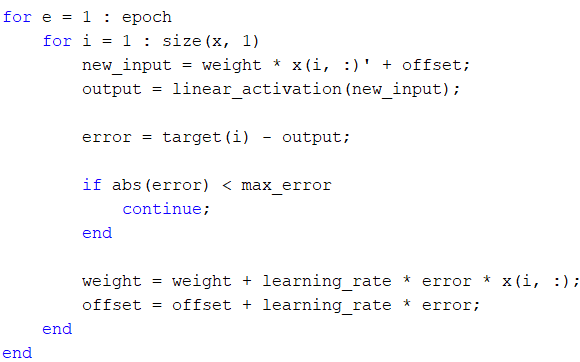 for e = 1 : epoch
    for i = 1 : size(x, 1)
        new_input = weight * x(i, :)' + offset;
        output = linear_activation(new_input);

        error = target(i) - output;

        if abs(error) < max_error
            continue;
        end

        weight = weight + learning_rate * error * x(i, :);
        offset = offset + learning_rate * error;
    end
end